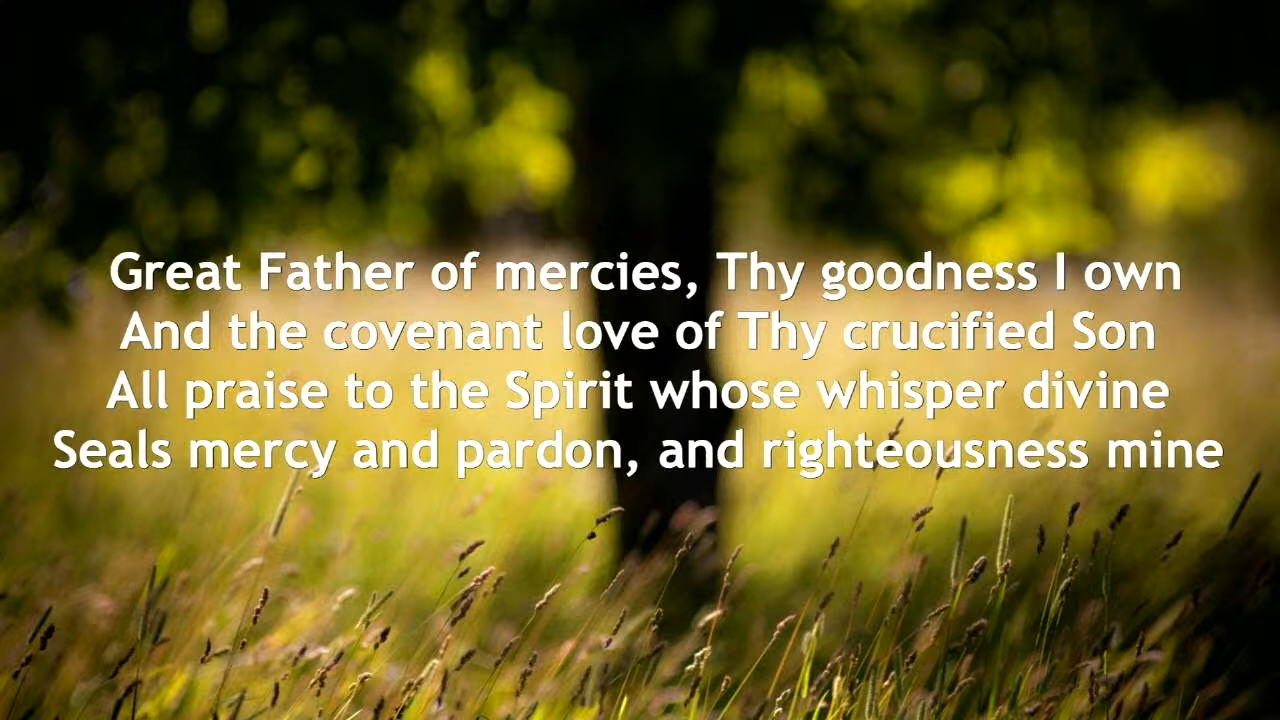 Great Father of mercies, Thy goodness I own
And the covenant love of Thy crucified Son
All praise to the Spirit whose whisper divine
Seals mercy and pardon, and righteousness mine